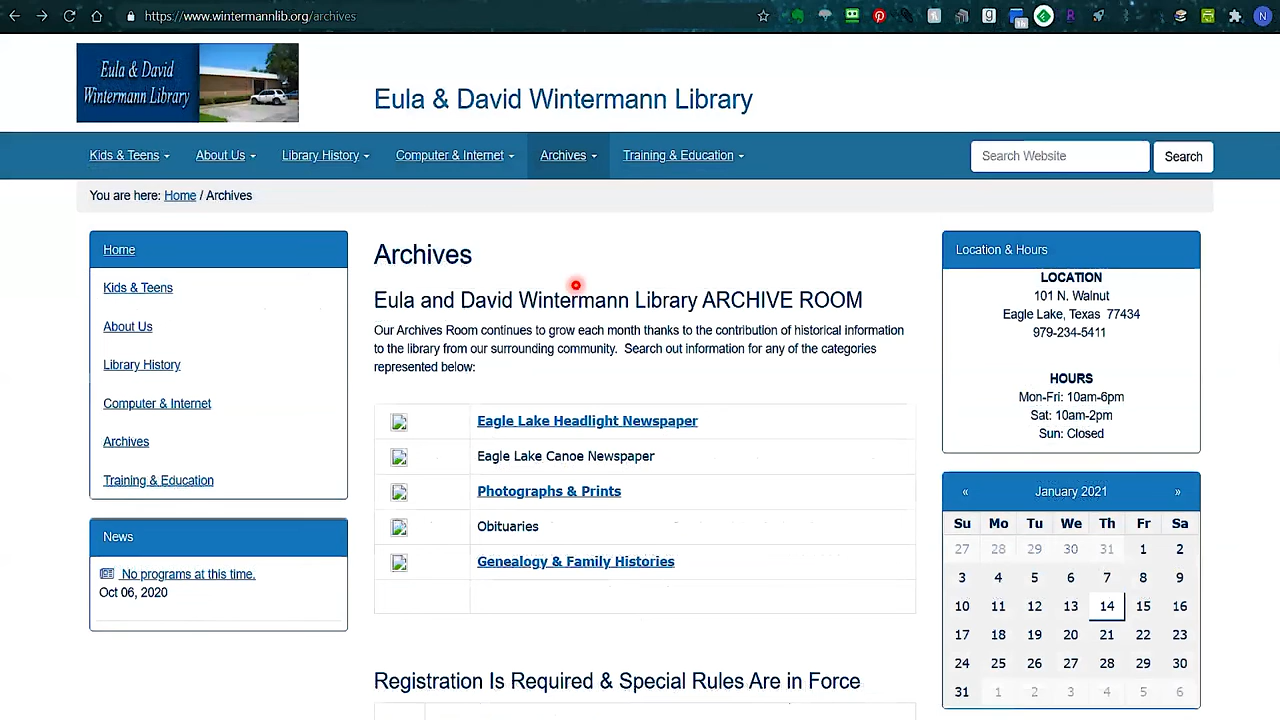 https://www.wintermannlib.org/archives
Eula & David
Wintermann Library
Eula & David Wintermann Library
Kids & Teens
About Us
Library History
Computer & Internet
Archives
Training & Education
Search Website
Search
You are here: Home / Archives
Home
Kids & Teens
About Us
Library History
Computer & Internet
Archives
Training & Education
News
No programs at this time.
Oct 06, 2020
Archives
Eula and David Wintermann Library ARCHIVE ROOM
Our Archives Room continues to grow each month thanks to the contribution of historical information
to the library from our surrounding community. Search out information for any of the categories
represented below:
Eagle Lake Headlight Newspaper
Eagle Lake Canoe Newspaper
Photographs & Prints
Obituaries
Genealogy & Family Histories
Registration Is Required & Special Rules Are in Force
Location & Hours
LOCATION
101 N. Walnut
Eagle Lake, Texas 77434
979-234-5411
HOURS
Mon-Fri: 10am-6pm
Sat: 10am-2pm
Sun: Closed
« January 2021 »
Su Mo Tu We Th Fr Sa
27 28 29 30 31 1 2
3 4 5 6 7 8 9
10 11 12 13 14 15 16
17 18 19 20 21 22 23
24 25 26 27 28 29 30
31 1 2 3 4 5 6